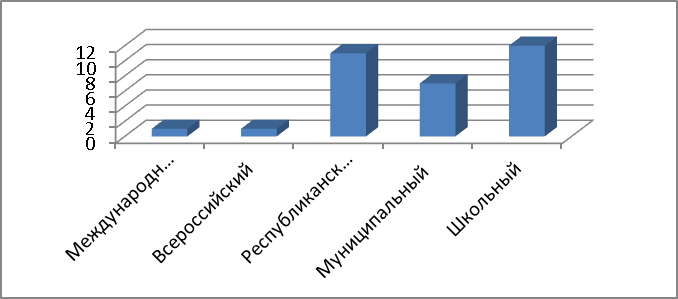 12
10
8
6
4
2
0
Международн...
Всероссийский
Республиканск...
Муниципальный
Школьный